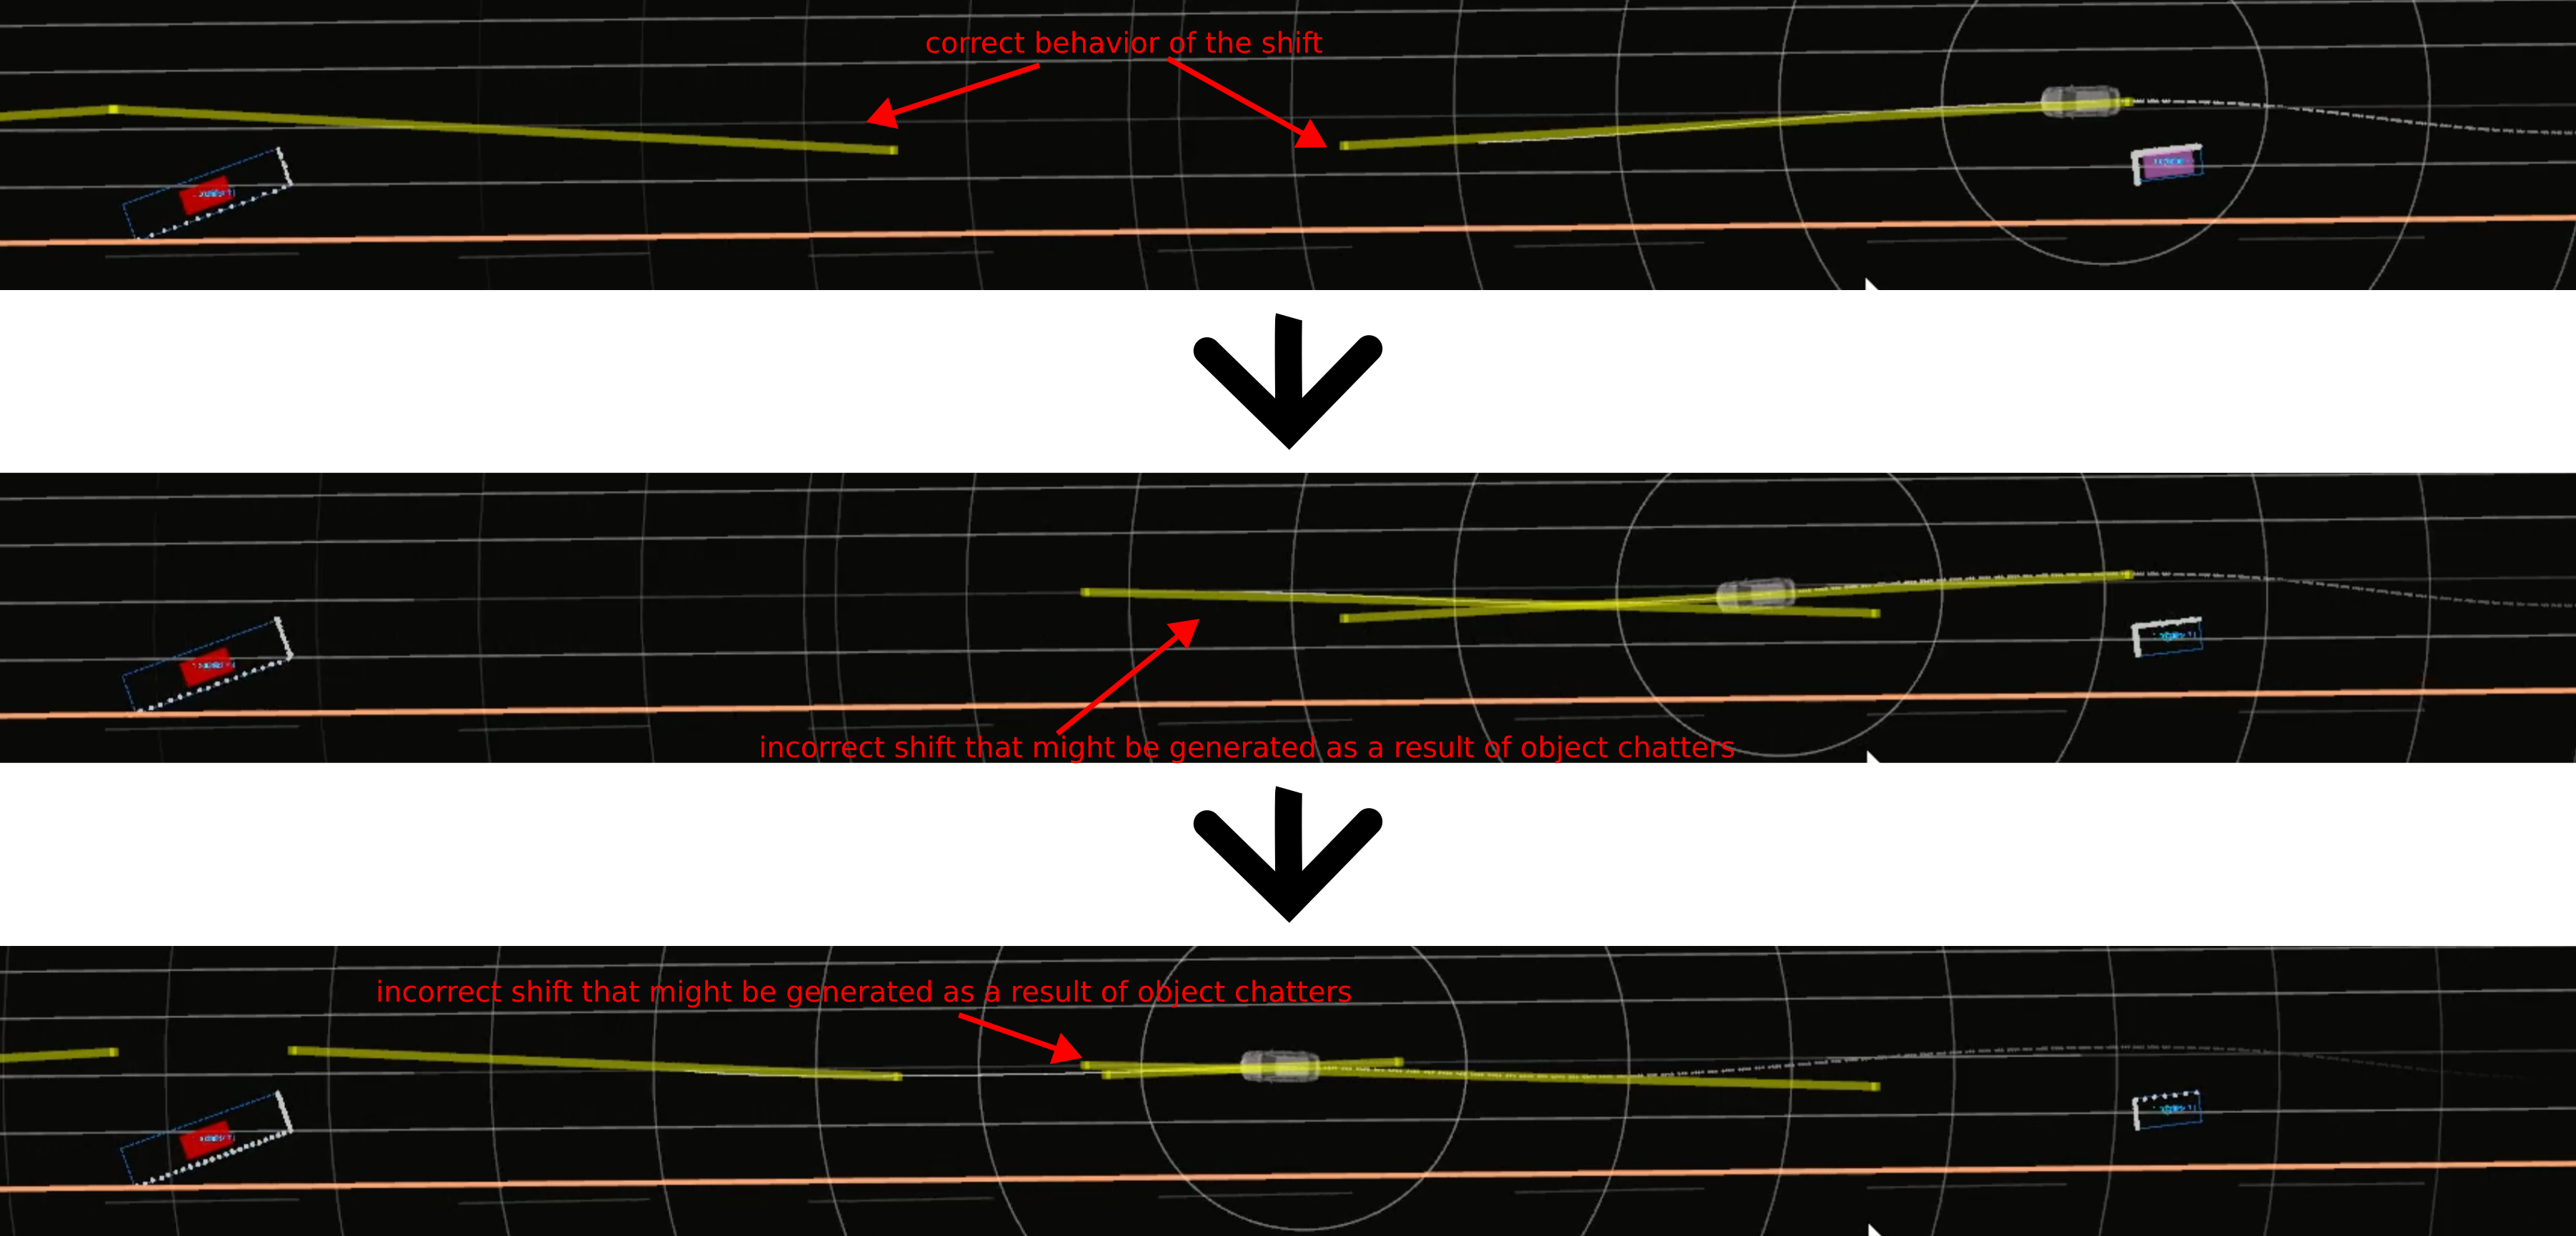 correct behavior of the shift
incorrect shift that might be generated as a result of object chatters
incorrect shift that might be generated as a result of object chatters